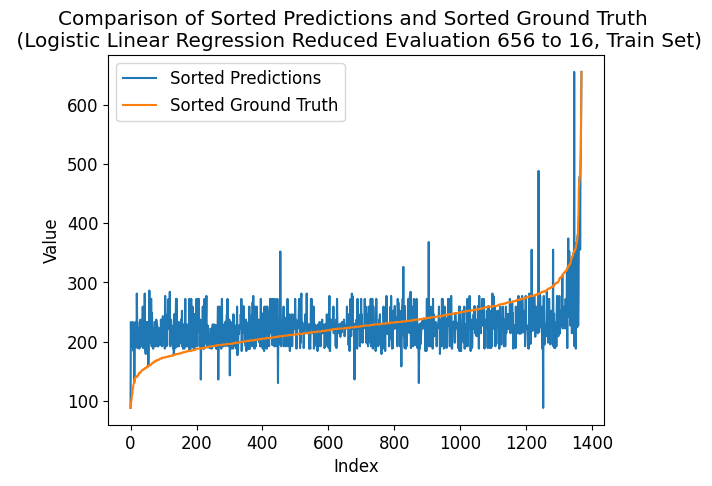 Comparison of Sorted Predictions and Sorted Ground Truth
(Logistic Linear Regression Reduced Evaluation 656 to 16, Train Set)
Sorted Predictions
Sorted Ground Truth
600
500
400
300
200
100
Value
0 200 400 600 800 1000 1200 1400
Index